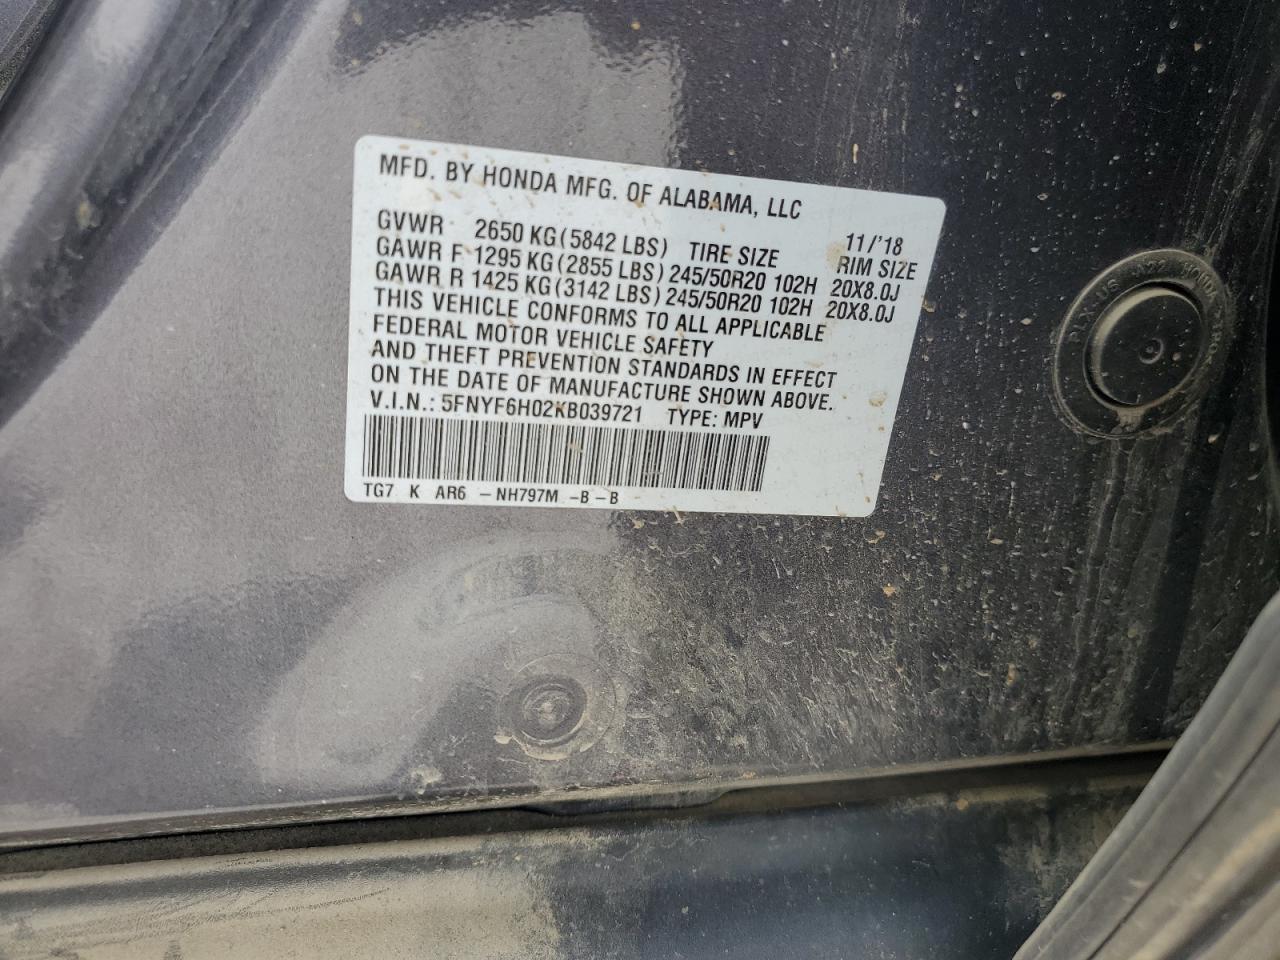 MFD. BY HONDA MFG. OF ALABAMA, LLC
11/'18
GVWR 2650 KG (5842 LBS) TIRE SIZE RIM SIZE
GAWR F 1295 KG (2855 LBS) 245/50R20 102H 20X8.0J
GAWR R 1425 KG (3142 LBS) 245/50R20 102H 20X8.0J
THIS VEHICLE CONFORMS TO ALL APPLICABLE
FEDERAL MOTOR VEHICLE SAFETY
AND THEFT PREVENTION STANDARDS IN EFFECT
ON THE DATE OF MANUFACTURE SHOWN ABOVE.
V.I.N.: 5FNYF6H02KB039721 TYPE: MPV
TG7 K AR6 -NH797M -B -B
HONDA